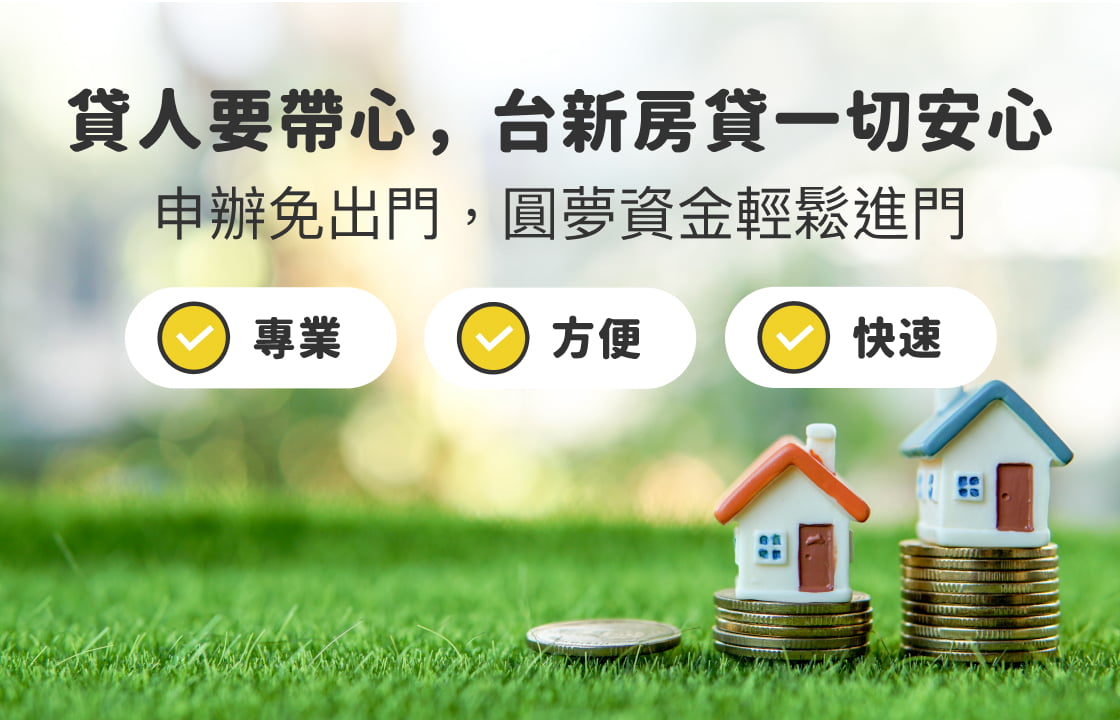 貸人要帶心，台新房貸一切安心
申辦免出門，圓夢資金輕鬆進門
專業
方便
快速